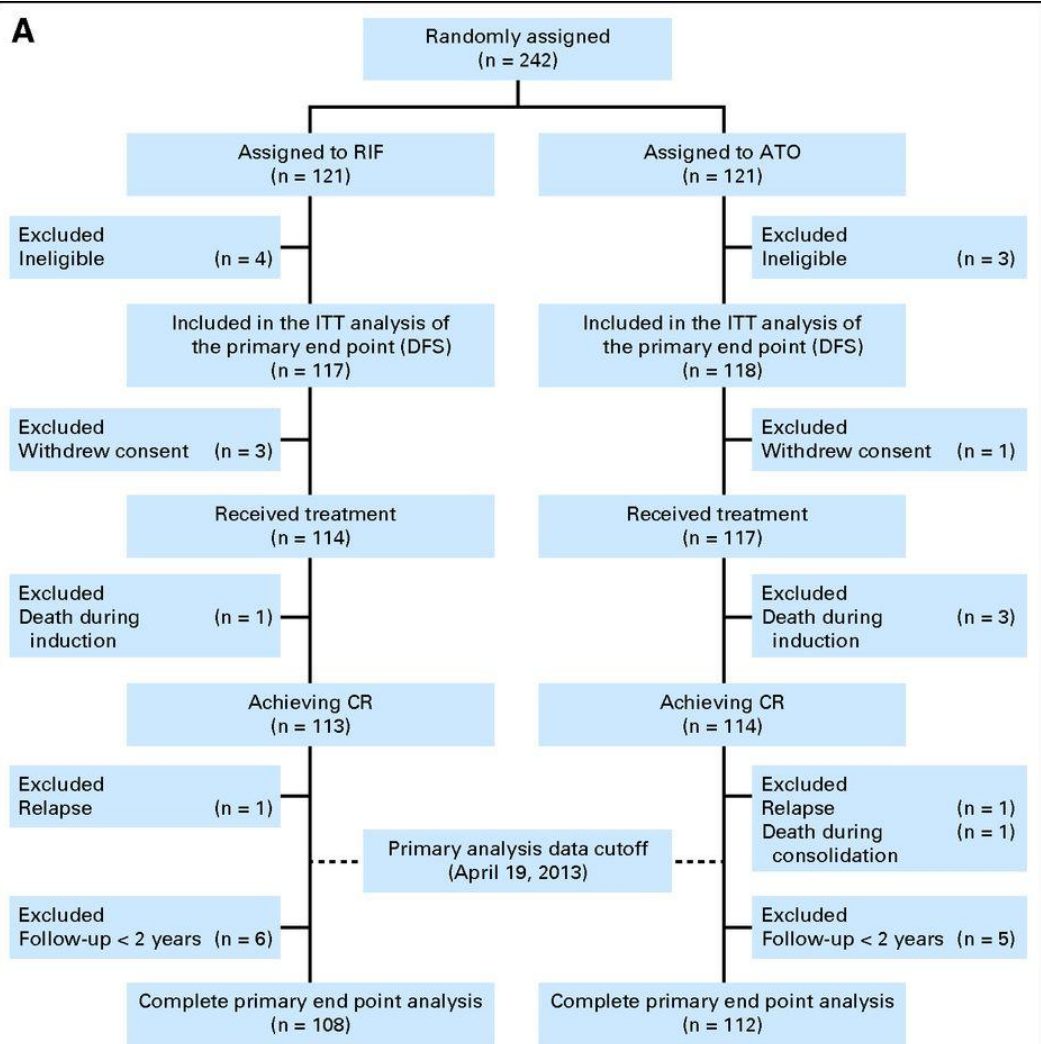 A
Randomly assigned
(n = 242)
Assigned to RIF
(n = 121)
Assigned to ATO
(n = 121)
Excluded
Ineligible (n = 4)
Excluded
Ineligible (n = 3)
Included in the ITT analysis of
the primary end point (DFS)
(n = 117)
Included in the ITT analysis of
the primary end point (DFS)
(n = 118)
Excluded
Withdrew consent (n = 3)
Excluded
Withdrew consent (n = 1)
Received treatment
(n = 114)
Received treatment
(n = 117)
Excluded
Death during (n = 1)
induction
Excluded
Death during (n = 3)
induction
Achieving CR
(n = 113)
Achieving CR
(n = 114)
Excluded
Relapse (n = 1)
Excluded
Relapse (n = 1)
Death during (n = 1)
consolidation
Primary analysis data cutoff
(April 19, 2013)
Excluded
Follow-up < 2 years (n = 6)
Excluded
Follow-up < 2 years (n = 5)
Complete primary end point analysis
(n = 108)
Complete primary end point analysis
(n = 112)